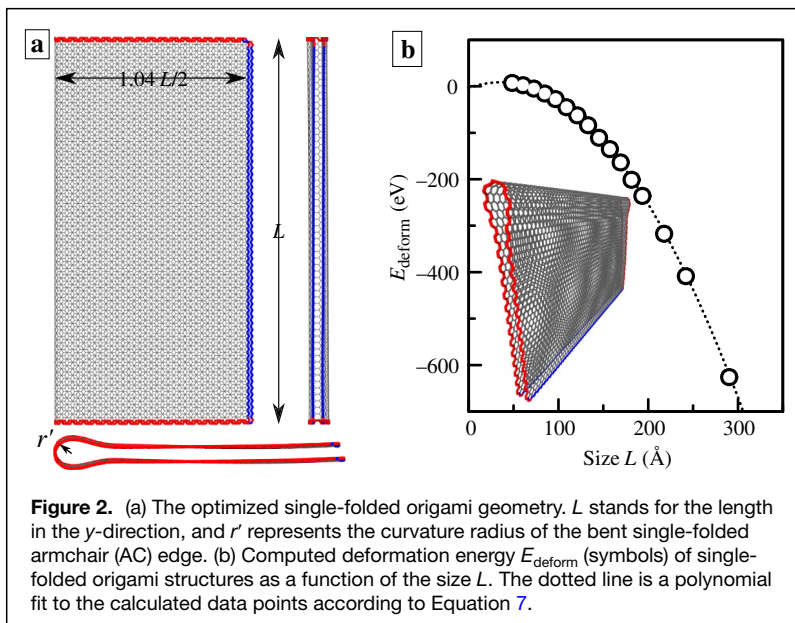 a
1.04 L/2
L
r′
b
0
−200
−400
−600
E_deform (eV)
0
100
200
300
Size L (Å)
Figure 2. (a) The optimized single-folded origami geometry. L stands for the length
in the y-direction, and r′ represents the curvature radius of the bent single-folded
armchair (AC) edge. (b) Computed deformation energy E_deform (symbols) of single-
folded origami structures as a function of the size L. The dotted line is a polynomial
fit to the calculated data points according to Equation 7.